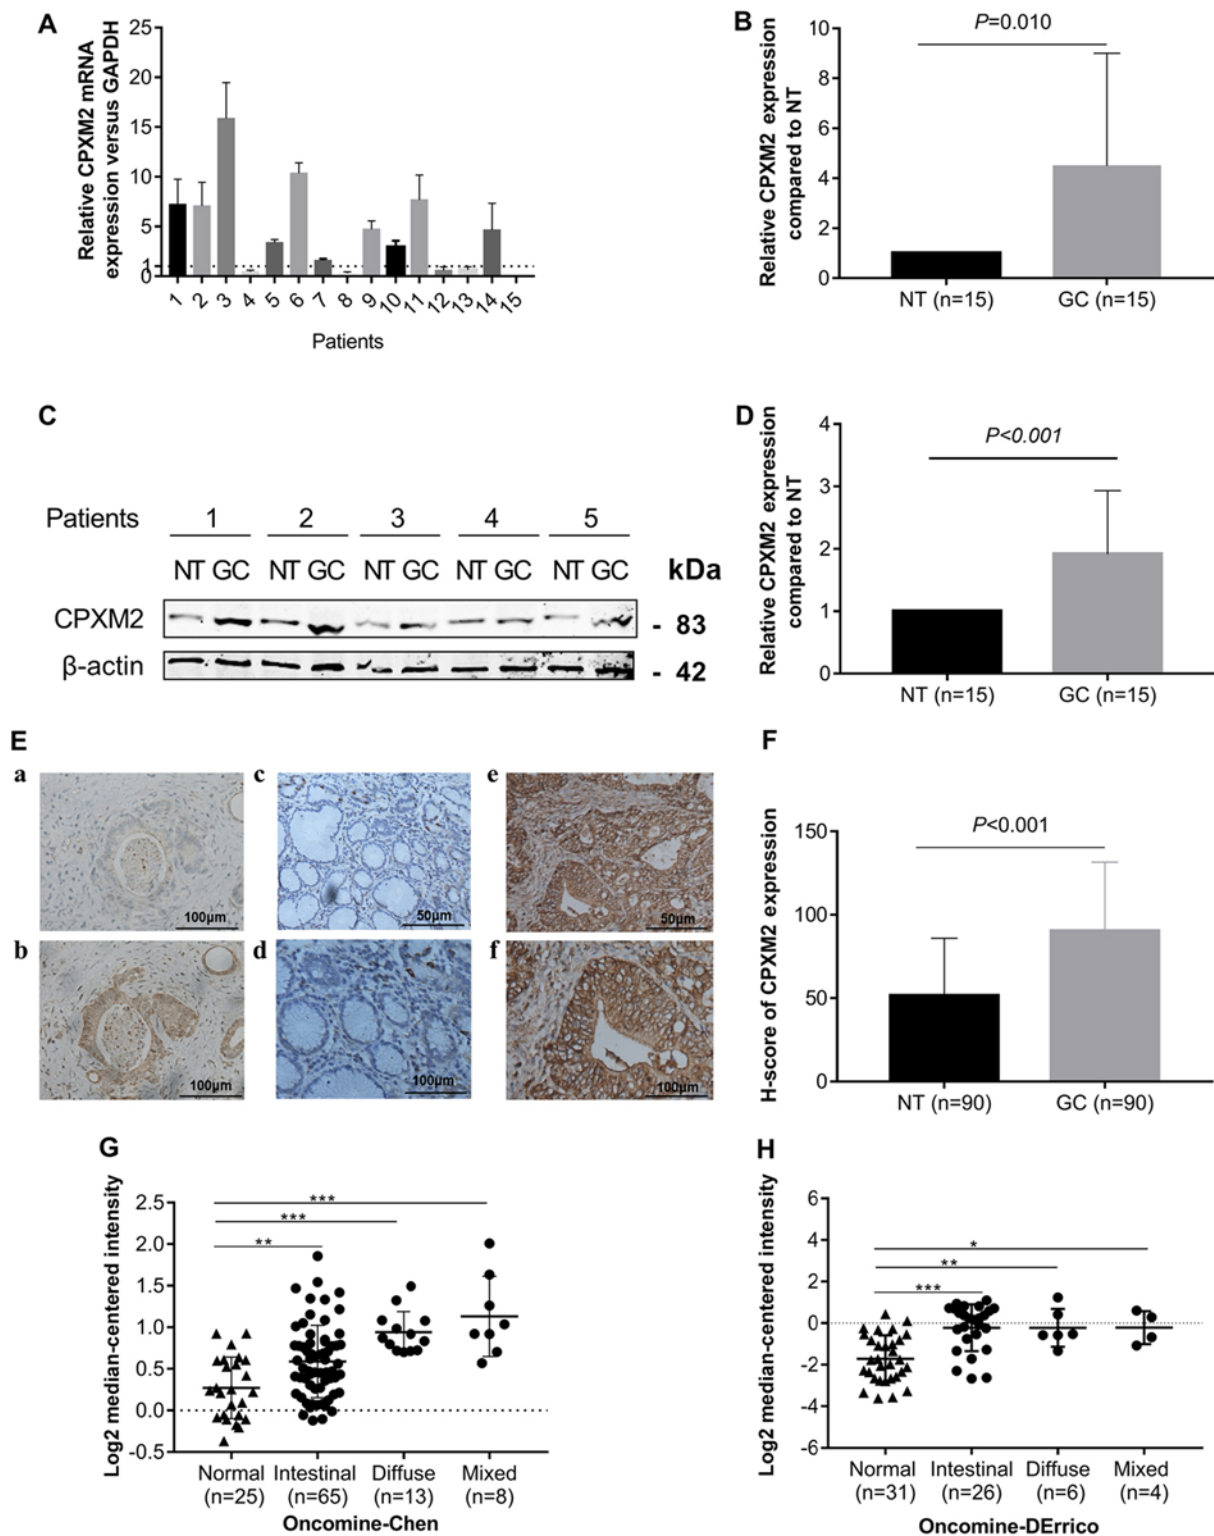 A
Relative CPXM2 mRNA
expression versus GAPDH
25
20
15
10
5
1
0
1 2 3 4 5 6 7 8 9 10 11 12 13 14 15
Patients
B
Relative CPXM2 expression
compared to NT
P=0.010
10
8
6
4
2
0
NT (n=15) GC (n=15)
C
Patients 1 2 3 4 5
NT GC NT GC NT GC NT GC NT GC kDa
CPXM2 - 83
β-actin - 42
D
Relative CPXM2 expression
compared to NT
P<0.001
4
3
2
1
0
NT (n=15) GC (n=15)
E
a c e
100μm 50μm 50μm
b d f
100μm 100μm 100μm
F
H-score of CPXM2 expression
P<0.001
150
100
50
0
NT (n=90) GC (n=90)
G
Log2 median-centered intensity
2.5
2.0
1.5
1.0
0.5
0.0
-0.5
***
***
**
Normal Intestinal Diffuse Mixed
(n=25) (n=65) (n=13) (n=8)
Oncomine-Chen
H
Log2 median-centered intensity
6
4
2
0
-2
-4
-6
*
**
***
Normal Intestinal Diffuse Mixed
(n=31) (n=26) (n=6) (n=4)
Oncomine-DErrico